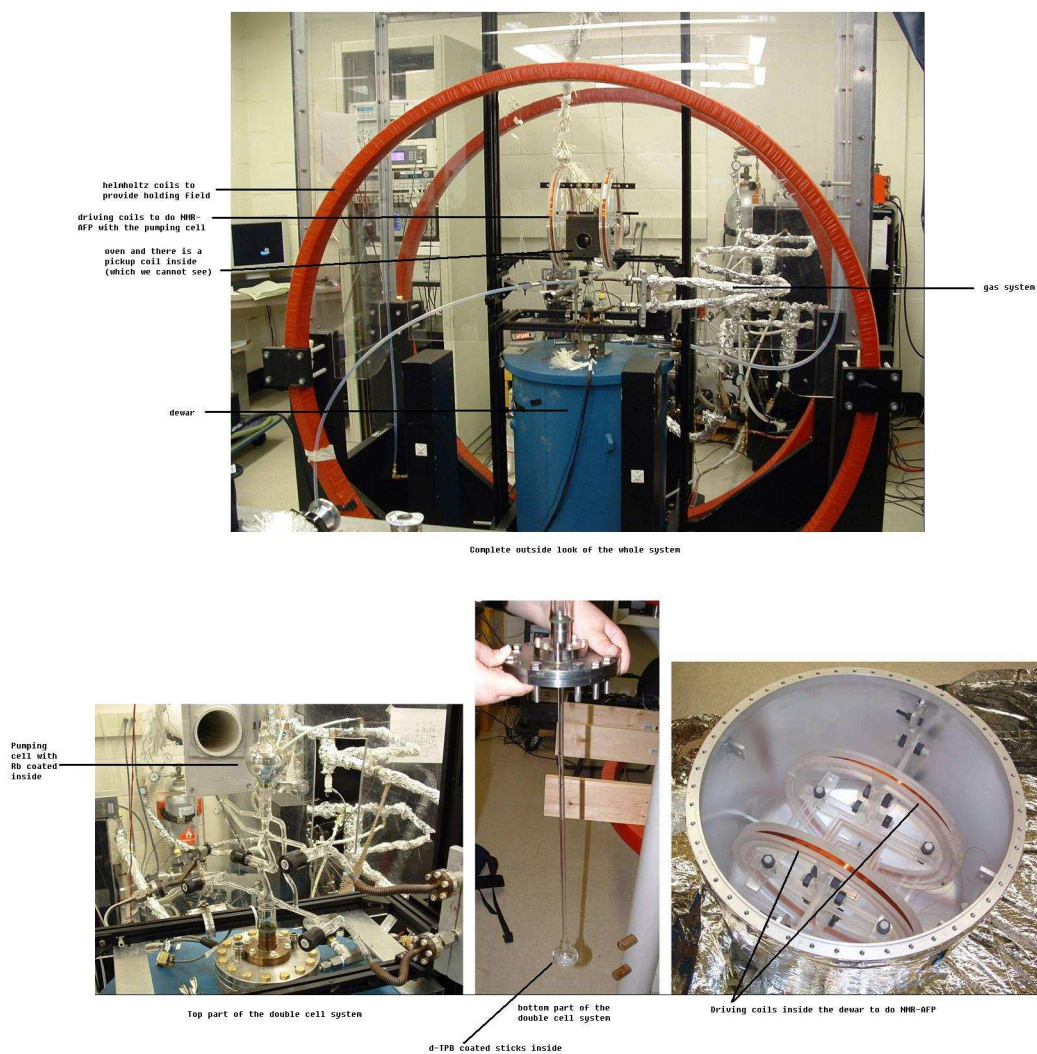 helmholtz coils to
provide holding field
driving coils to do NMR-
AFP with the pumping cell
oven and there is a
pickup coil inside
(which we cannot see)
gas system
dewar
Complete outside look of the whole system
Pumping
cell with
Rb coated
inside
Top part of the double cell system
bottom part of the
double cell system
d-TPB coated sticks inside
Driving coils inside the dewar to do NMR-AFP